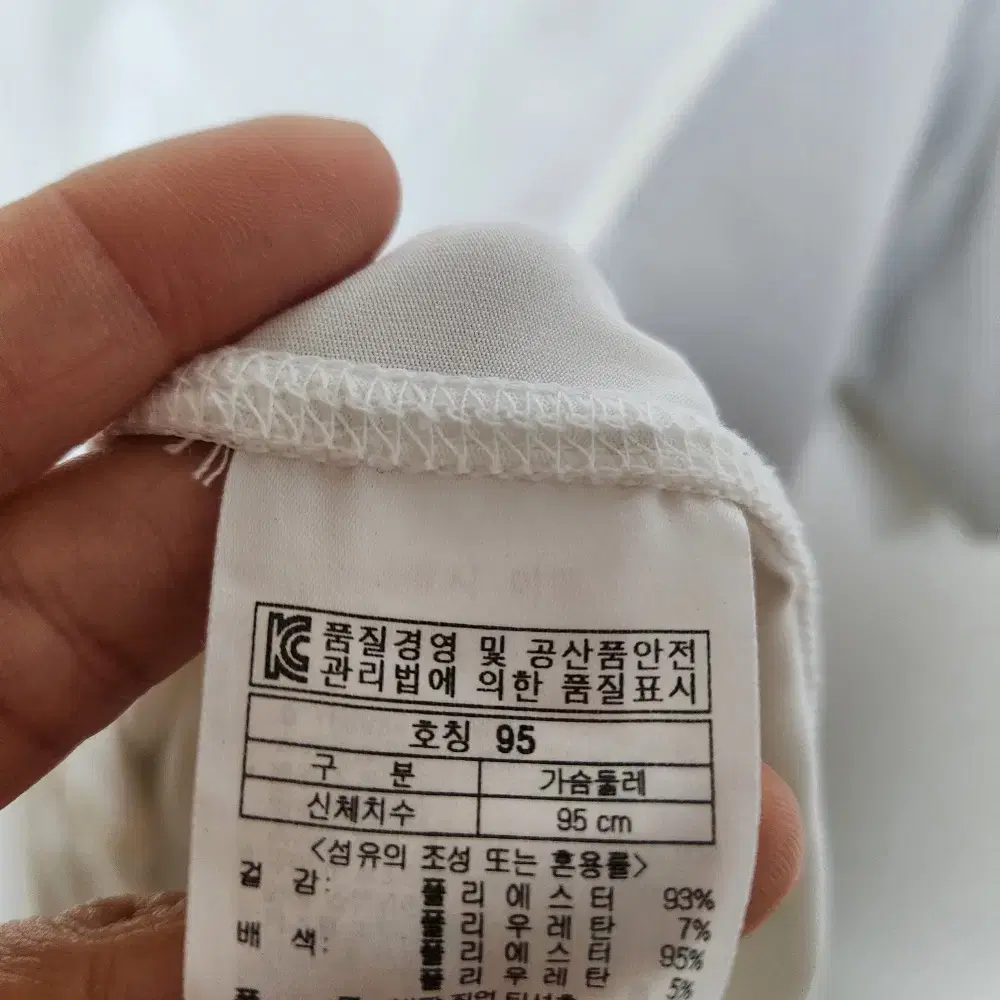 KC 품질경영 및 공산품안전
관리법에 의한 품질표시
호칭 95
구 분 가슴둘레
신체치수 95 cm
<섬유의 조성 또는 혼용률>
겉 감: 폴리에스터 93%
폴리우레탄 7%
배 색: 폴리에스터 95%
폴리우레탄 5%